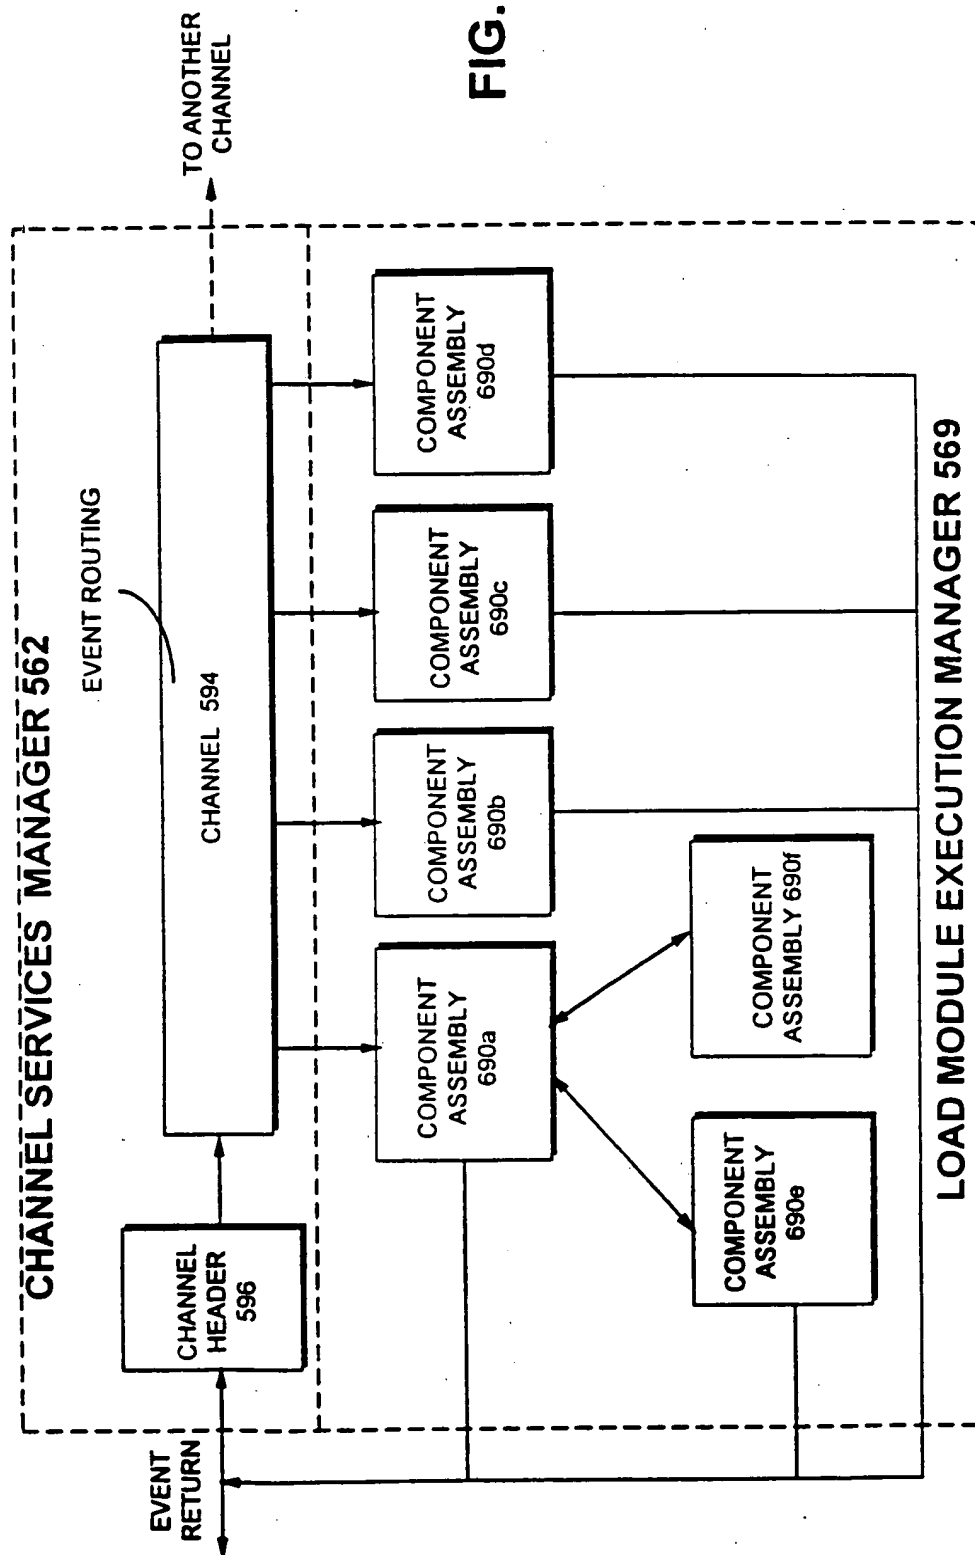 CHANNEL SERVICES MANAGER 562
EVENT ROUTING
TO ANOTHER
CHANNEL
FIG.
CHANNEL
HEADER
596
CHANNEL 594
EVENT
RETURN
COMPONENT
ASSEMBLY
690a
COMPONENT
ASSEMBLY
690b
COMPONENT
ASSEMBLY
690c
COMPONENT
ASSEMBLY
690d
COMPONENT
ASSEMBLY
690e
COMPONENT
ASSEMBLY 690f
LOAD MODULE EXECUTION MANAGER 569